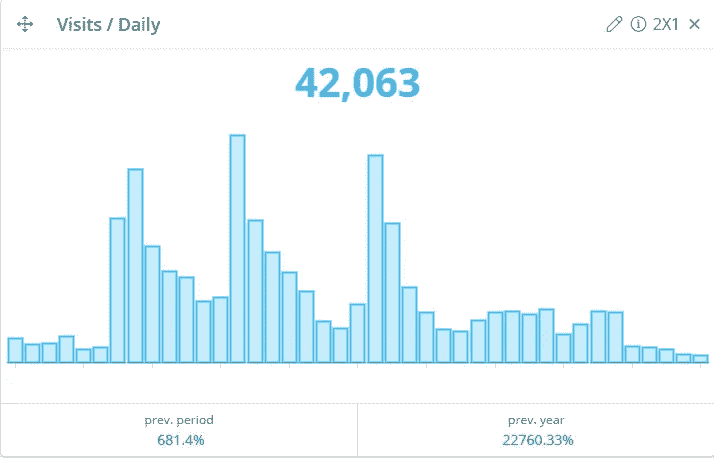 Visits / Daily 2X1
42,063
prev. period prev. year
681.4% 22760.33%